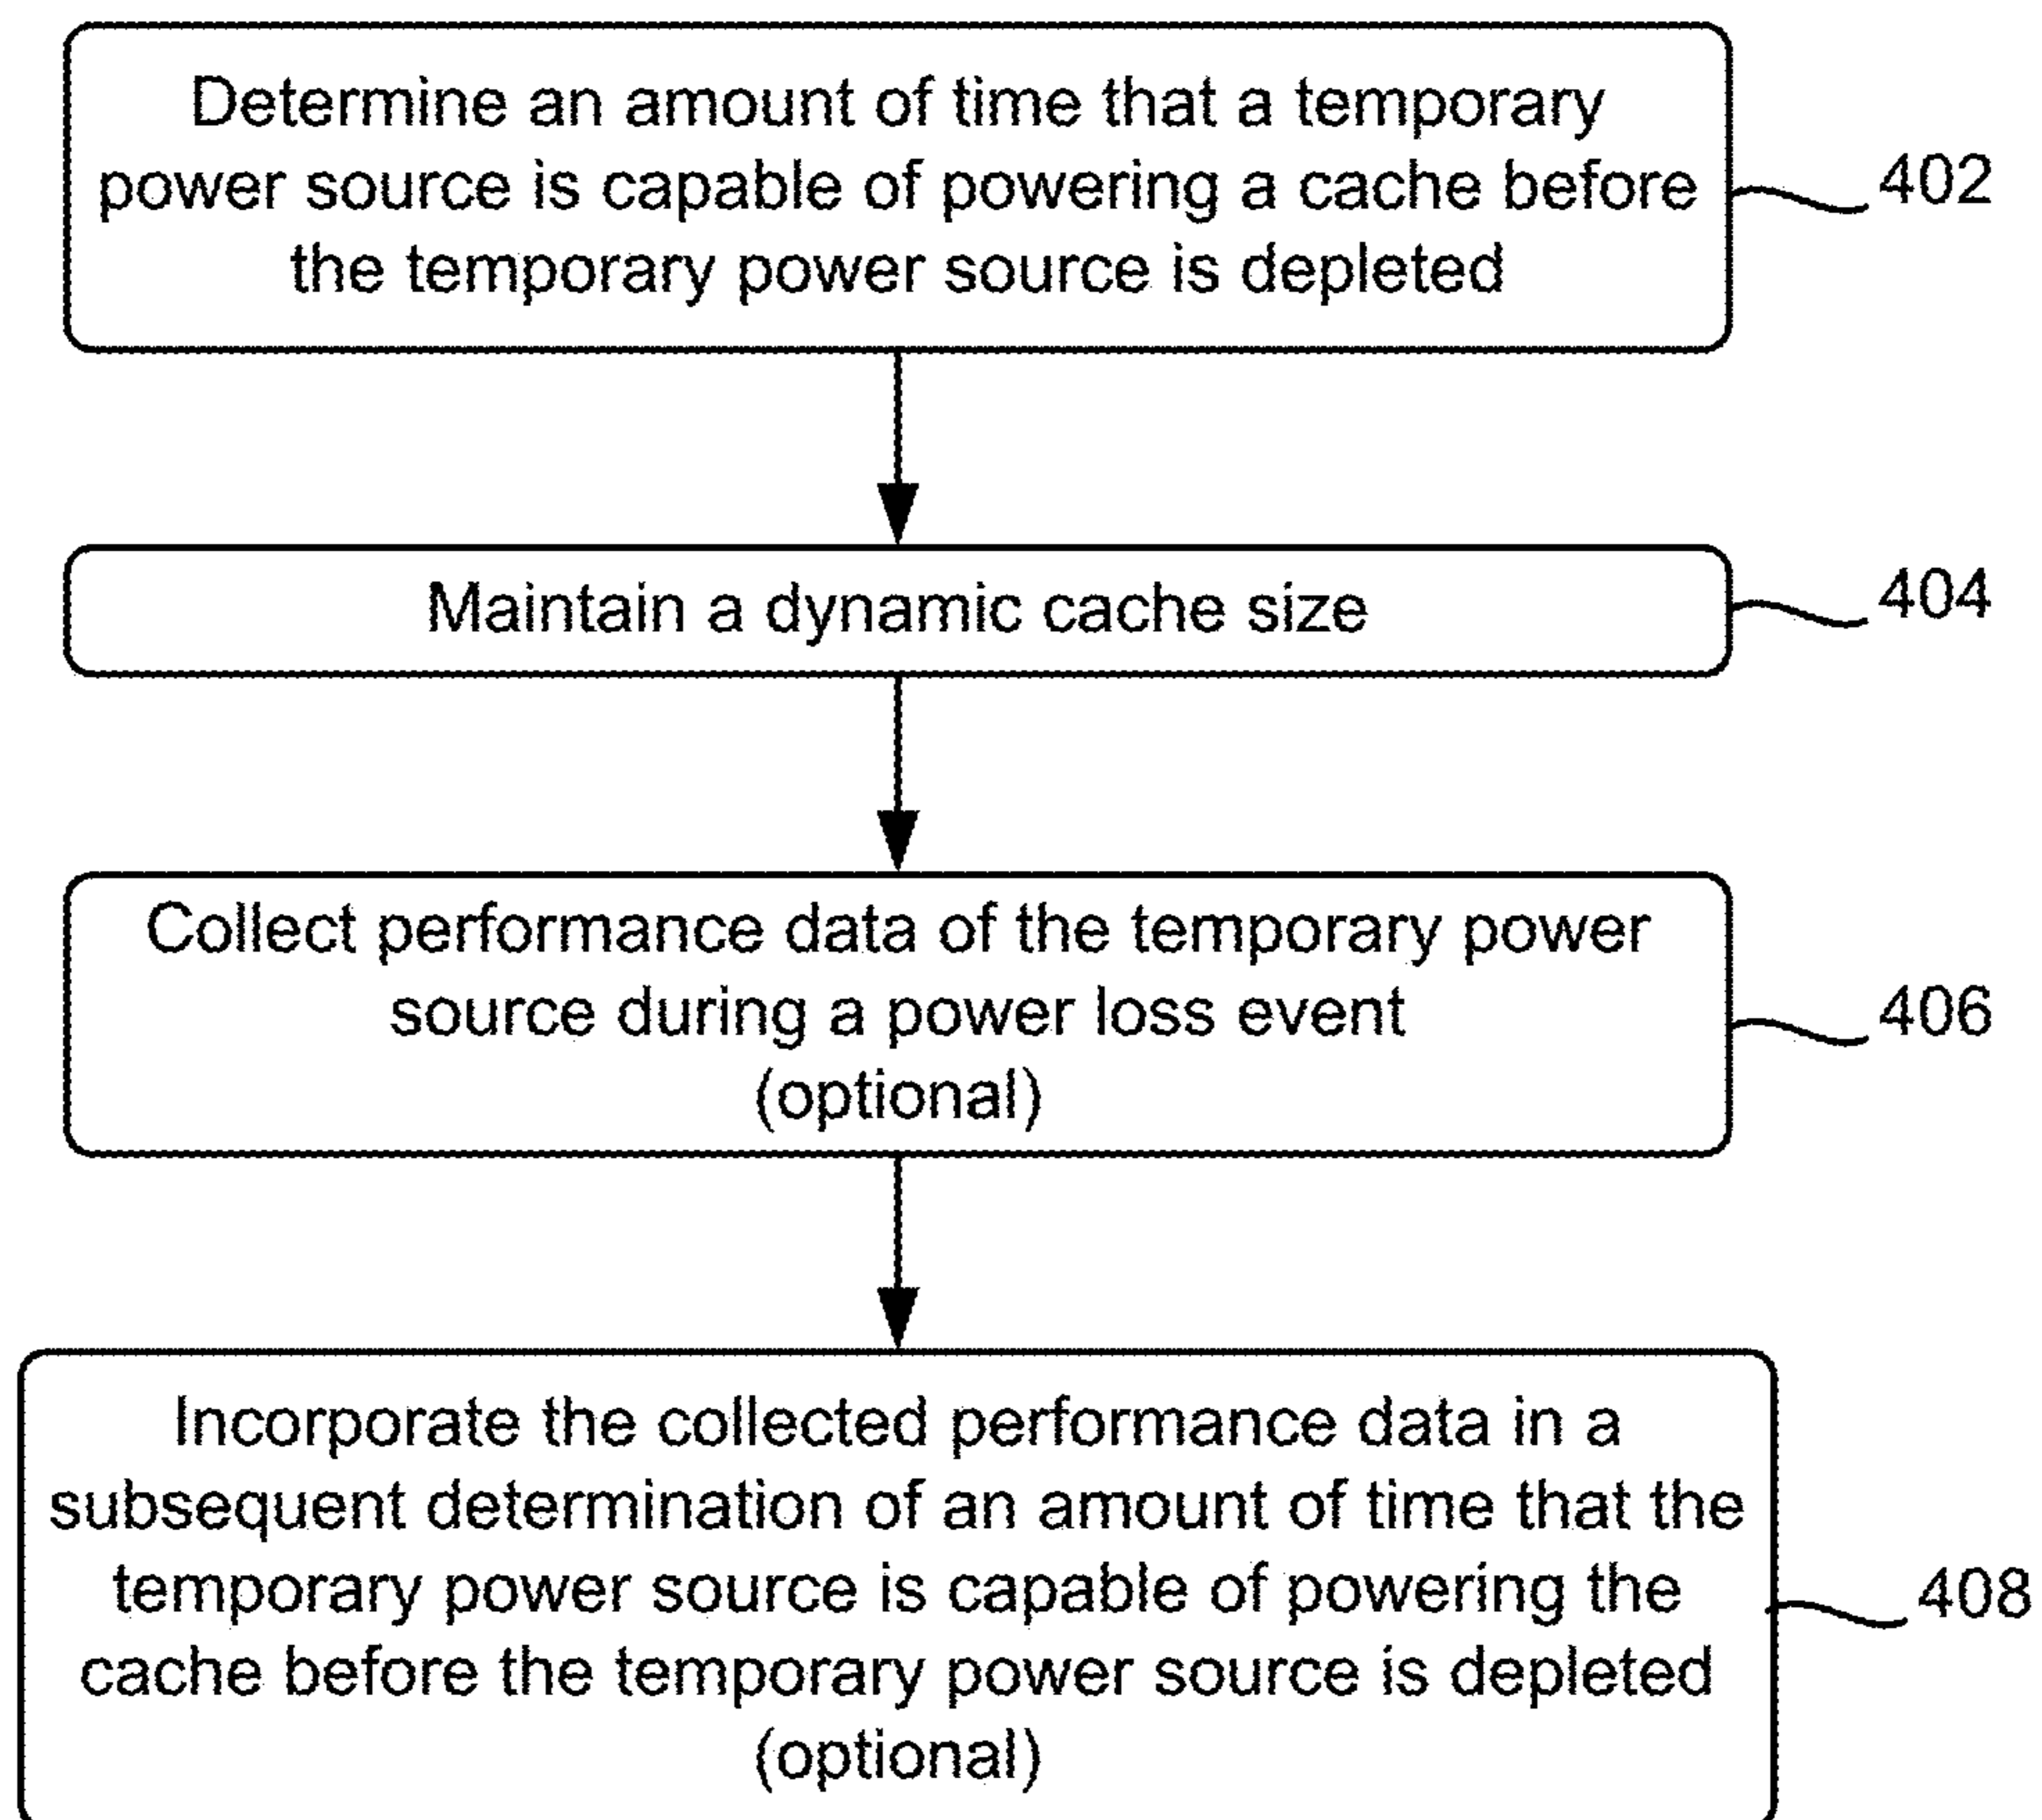 Determine an amount of time that a temporary
power source is capable of powering a cache before
the temporary power source is depleted
402
Maintain a dynamic cache size
404
Collect performance data of the temporary power
source during a power loss event
(optional)
406
Incorporate the collected performance data in a
subsequent determination of an amount of time that the
temporary power source is capable of powering the
cache before the temporary power source is depleted
(optional)
408